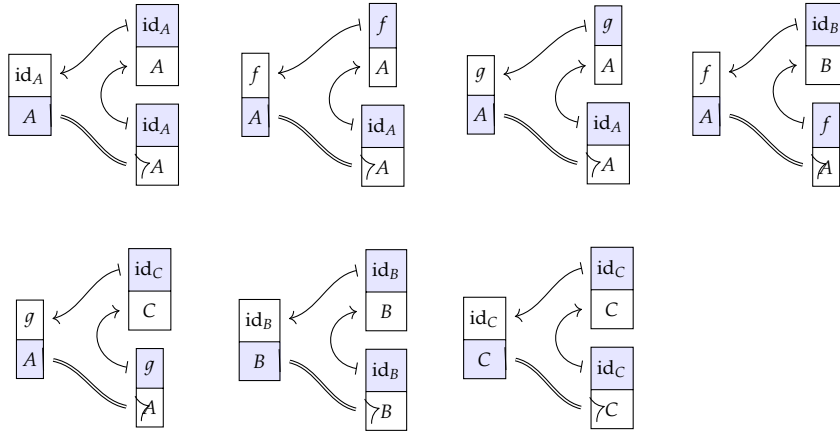 id_A A id_A A id_A A
f A f A id_A A
g A g A id_A A
f A id_B B f A
g A id_C C g A
id_B B id_B B id_B B
id_C C id_C C id_C C